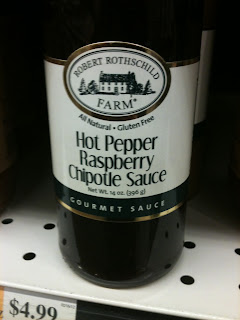 ROBERT ROTHSCHILD
FARM®
All Natural • Gluten Free
Hot Pepper
Raspberry
Chipotle Sauce
Net Wt. 14 oz. (396 g)
GOURMET SAUCE
$4.99